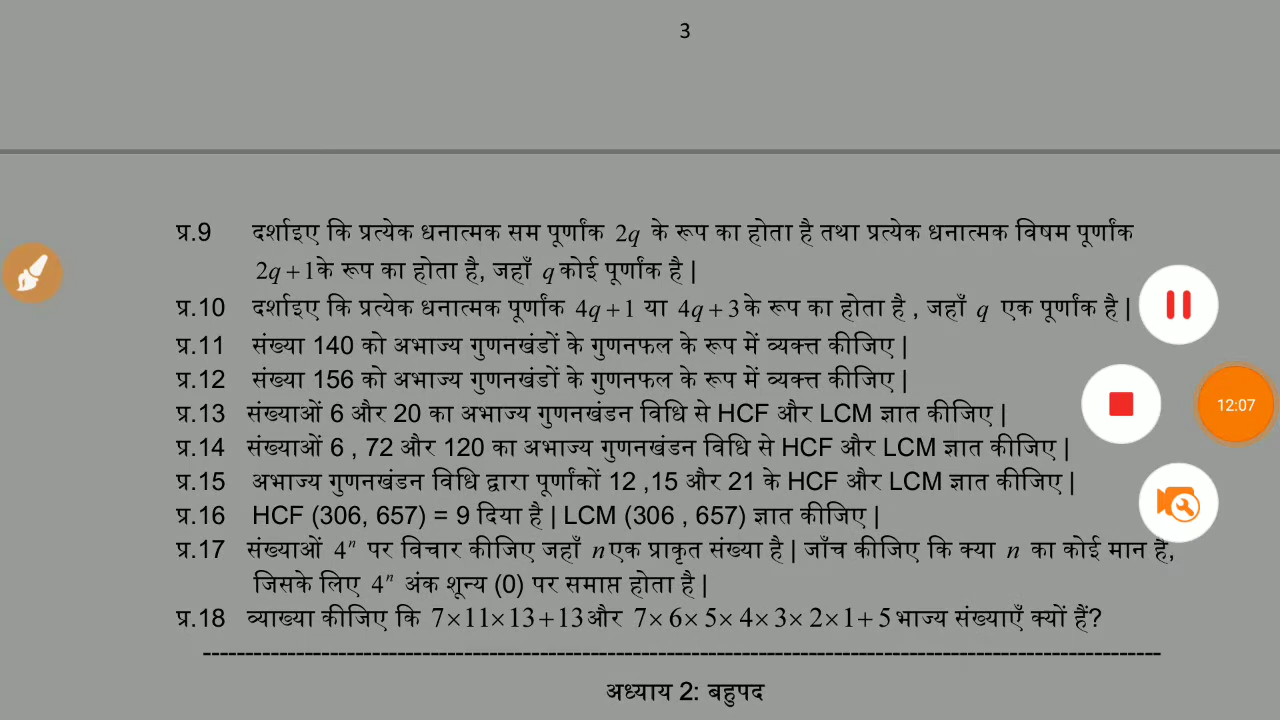 3
प्र.9 दर्शाइए कि प्रत्येक धनात्मक सम पूर्णांक 2q के रूप का होता है तथा प्रत्येक धनात्मक विषम पूर्णांक
2q + 1के रूप का होता है, जहाँ q कोई पूर्णांक है |
प्र.10 दर्शाइए कि प्रत्येक धनात्मक पूर्णांक 4q + 1 या 4q + 3 के रूप का होता है , जहाँ q एक पूर्णांक है |
प्र.11 संख्या 140 को अभाज्य गुणनखंडों के गुणनफल के रूप में व्यक्त कीजिए |
प्र.12 संख्या 156 को अभाज्य गुणनखंडों के गुणनफल के रूप में व्यक्त कीजिए |
प्र.13 संख्याओं 6 और 20 का अभाज्य गुणनखंडन विधि से HCF और LCM ज्ञात कीजिए |
प्र.14 संख्याओं 6 , 72 और 120 का अभाज्य गुणनखंडन विधि से HCF और LCM ज्ञात कीजिए |
12:07
प्र.15 अभाज्य गुणनखंडन विधि द्वारा पूर्णांकों 12 ,15 और 21 के HCF और LCM ज्ञात कीजिए |
प्र.16 HCF (306, 657) = 9 दिया है | LCM (306 , 657) ज्ञात कीजिए |
प्र.17 संख्याओं 4ⁿ पर विचार कीजिए जहाँ n एक प्राकृत संख्या है | जाँच कीजिए कि क्या n का कोई मान है,
जिसके लिए 4ⁿ अंक शून्य (0) पर समाप्त होता है |
प्र.18 व्याख्या कीजिए कि 7×11×13+13 और 7×6×5×4×3×2×1+5 भाज्य संख्याएँ क्यों हैं?
अध्याय 2: बहुपद